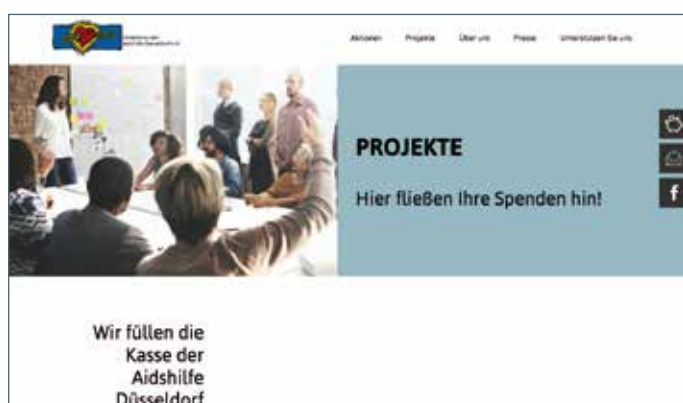 Aktionen Projekte Über uns Presse Unterstützen Sie uns
PROJEKTE
Hier fließen Ihre Spenden hin!
f
Wir füllen die
Kasse der
Aidshilfe
Düsseldorf